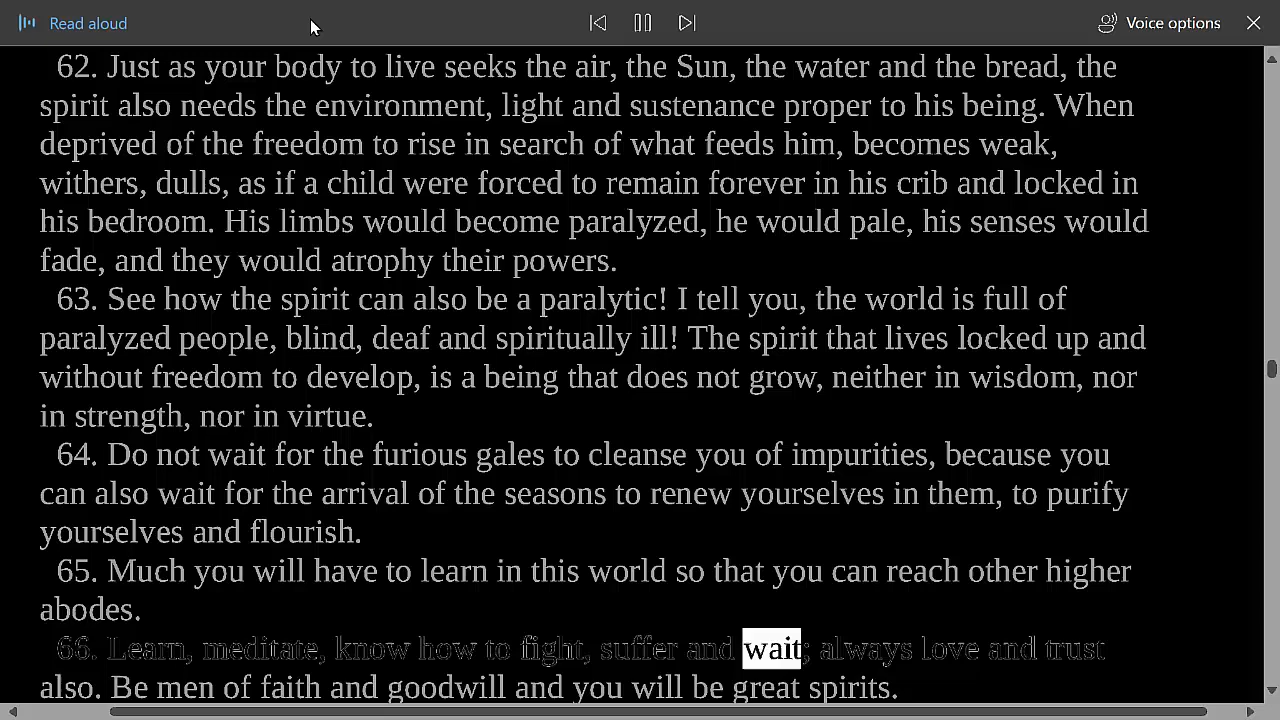 Read aloud
Voice options
62. Just as your body to live seeks the air, the Sun, the water and the bread, the
spirit also needs the environment, light and sustenance proper to his being. When
deprived of the freedom to rise in search of what feeds him, becomes weak,
withers, dulls, as if a child were forced to remain forever in his crib and locked in
his bedroom. His limbs would become paralyzed, he would pale, his senses would
fade, and they would atrophy their powers.
63. See how the spirit can also be a paralytic! I tell you, the world is full of
paralyzed people, blind, deaf and spiritually ill! The spirit that lives locked up and
without freedom to develop, is a being that does not grow, neither in wisdom, nor
in strength, nor in virtue.
64. Do not wait for the furious gales to cleanse you of impurities, because you
can also wait for the arrival of the seasons to renew yourselves in them, to purify
yourselves and flourish.
65. Much you will have to learn in this world so that you can reach other higher
abodes.
66. Learn, meditate, know how to fight, suffer and wait; always love and trust
also. Be men of faith and goodwill and you will be great spirits.